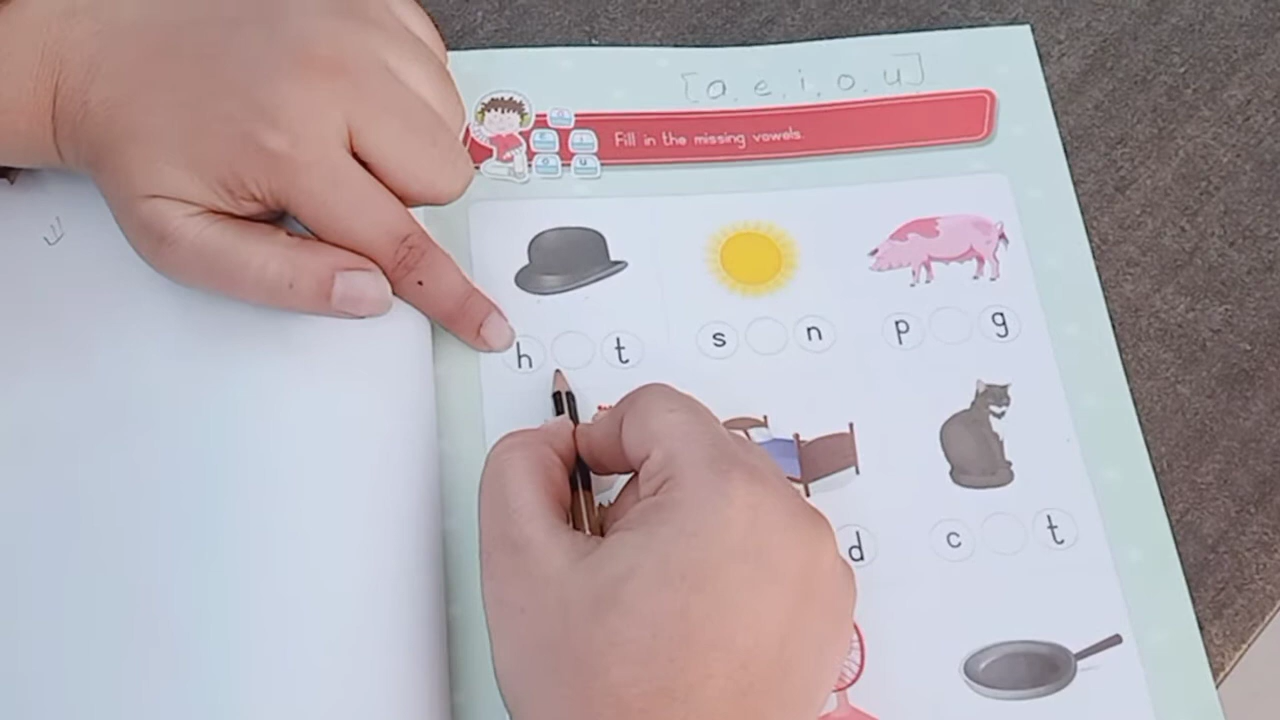 [a, e, i, o, u]
Fill in the missing vowels.
h t s n p g
d c t